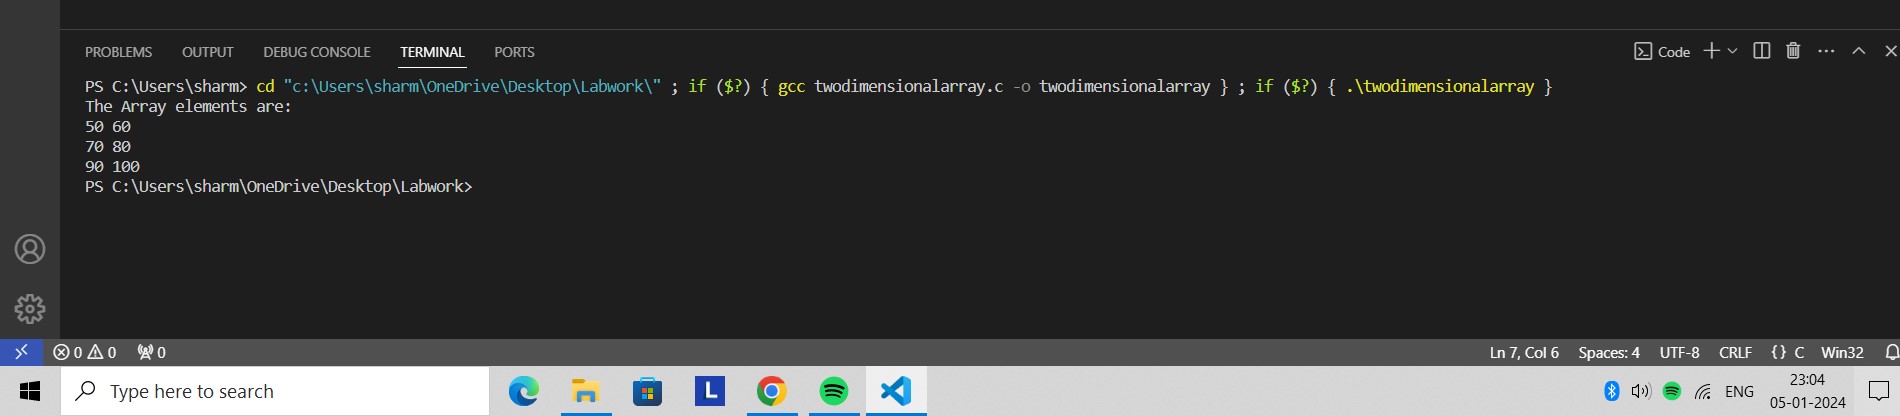 PROBLEMS OUTPUT DEBUG CONSOLE TERMINAL PORTS Code
PS C:\Users\sharm> cd "c:\Users\sharm\OneDrive\Desktop\Labwork\" ; if ($?) { gcc twodimensionalarray.c -o twodimensionalarray } ; if ($?) { .\twodimensionalarray }
The Array elements are:
50 60
70 80
90 100
PS C:\Users\sharm\OneDrive\Desktop\Labwork>
0 0 0 Ln 7, Col 6 Spaces: 4 UTF-8 CRLF {} C Win32
Type here to search L ENG 23:04
05-01-2024